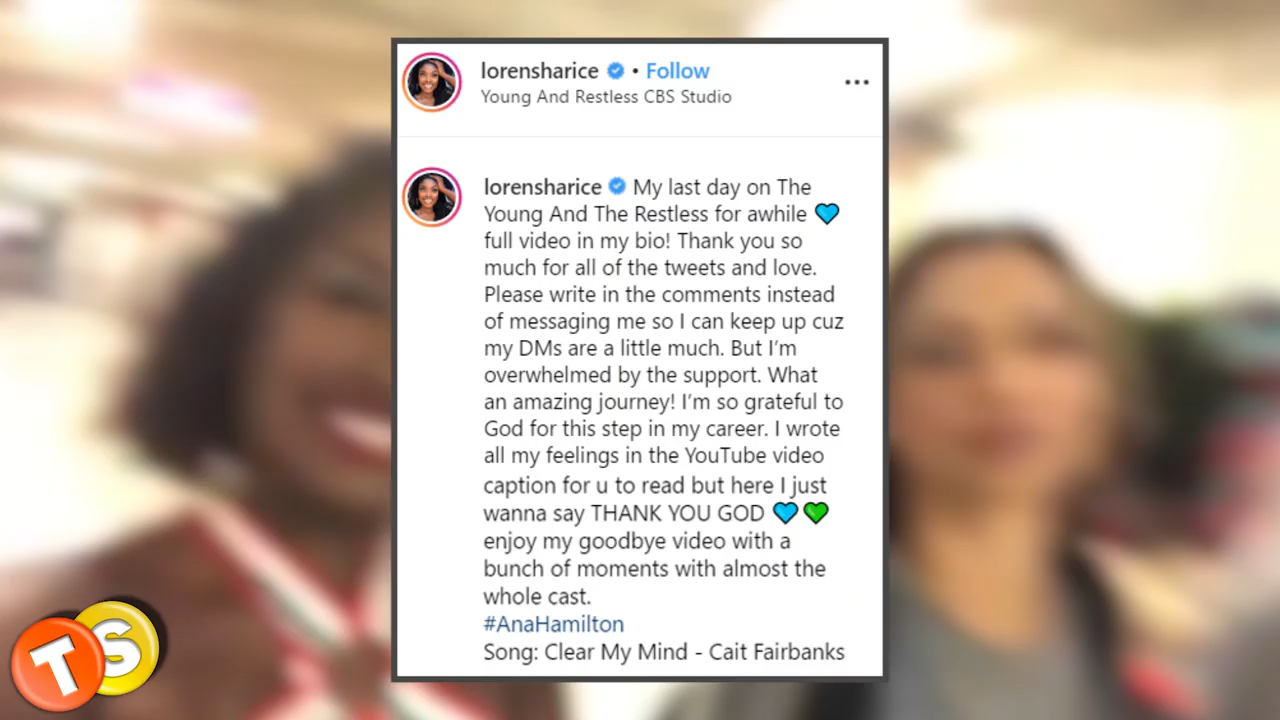 lorensharice • Follow
Young And Restless CBS Studio
lorensharice My last day on The
Young And The Restless for awhile 💙
full video in my bio! Thank you so
much for all of the tweets and love.
Please write in the comments instead
of messaging me so I can keep up cuz
my DMs are a little much. But I’m
overwhelmed by the support. What
an amazing journey! I’m so grateful to
God for this step in my career. I wrote
all my feelings in the YouTube video
caption for u to read but here I just
wanna say THANK YOU GOD 💙💚
enjoy my goodbye video with a
bunch of moments with almost the
whole cast.
#AnaHamilton
Song: Clear My Mind - Cait Fairbanks
TS